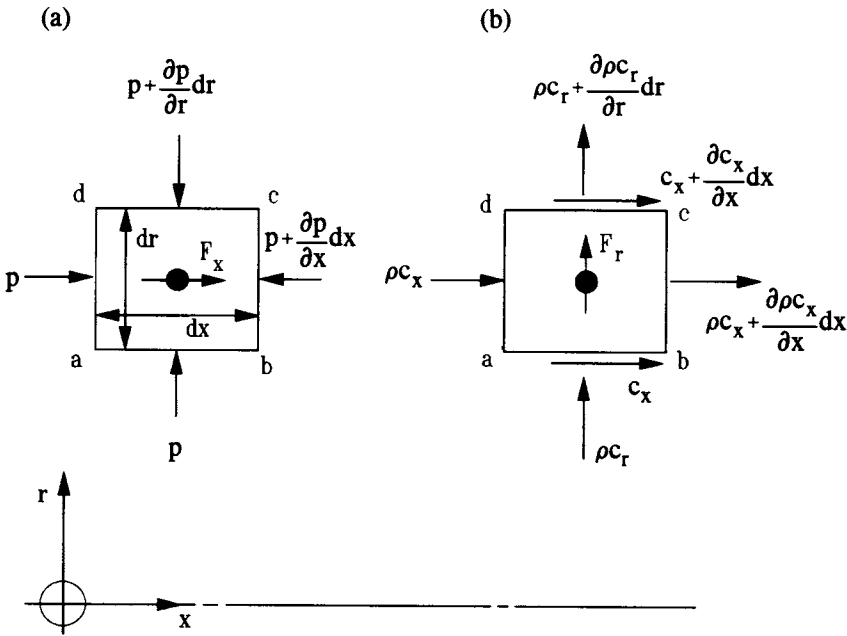 (a)
p + ∂p/∂r dr
d
c
dr
F_x
p + ∂p/∂x dx
p
dx
a
b
p
(b)
ρc_r + ∂ρc_r/∂r dr
c_x + ∂c_x/∂x dx
d
c
F_r
ρc_x
ρc_x + ∂ρc_x/∂x dx
a
b
c_x
ρc_r
r
x